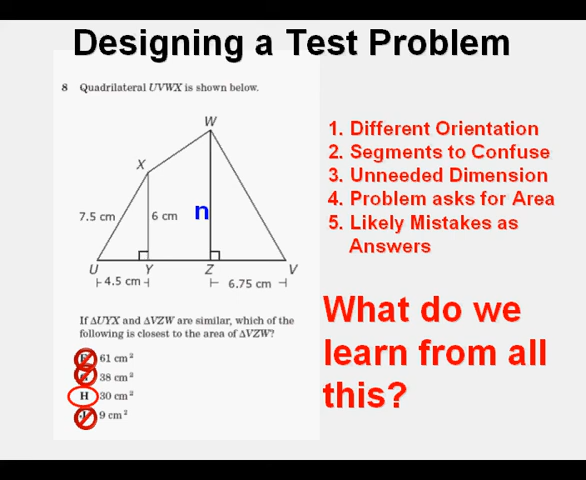 Designing a Test Problem
8 Quadrilateral UVWX is shown below.
W
X
7.5 cm
6 cm
n
U
Y
Z
V
4.5 cm
6.75 cm
If ΔUYX and ΔVZW are similar, which of the
following is closest to the area of ΔVZW?
61 cm²
38 cm²
H 30 cm²
9 cm²
1. Different Orientation
2. Segments to Confuse
3. Unneeded Dimension
4. Problem asks for Area
5. Likely Mistakes as
Answers
What do we
learn from all
this?